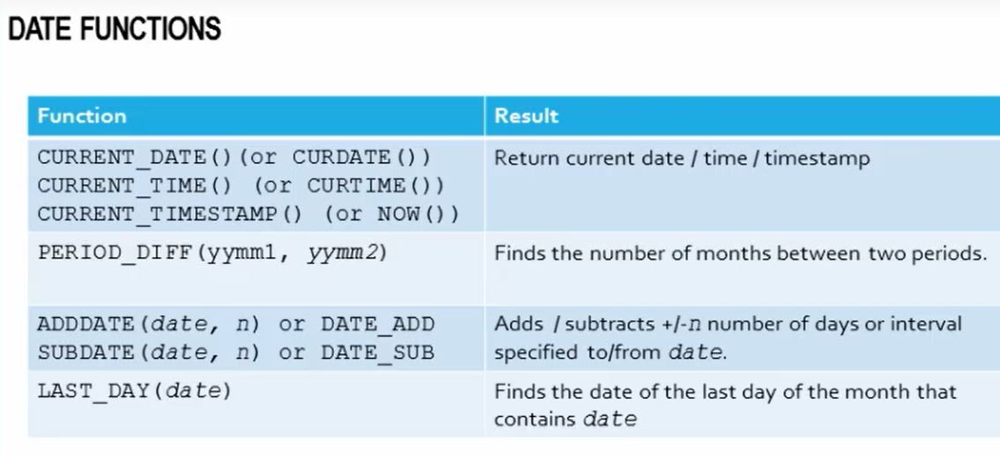 DATE FUNCTIONS
Function Result
CURRENT_DATE() (or CURDATE()) Return current date / time / timestamp
CURRENT_TIME() (or CURTIME())
CURRENT_TIMESTAMP() (or NOW())
PERIOD_DIFF(yymm1, yymm2) Finds the number of months between two periods.
ADDDATE(date, n) or DATE_ADD Adds / subtracts +/-n number of days or interval
SUBDATE(date, n) or DATE_SUB specified to/from date.
LAST_DAY(date) Finds the date of the last day of the month that
contains date